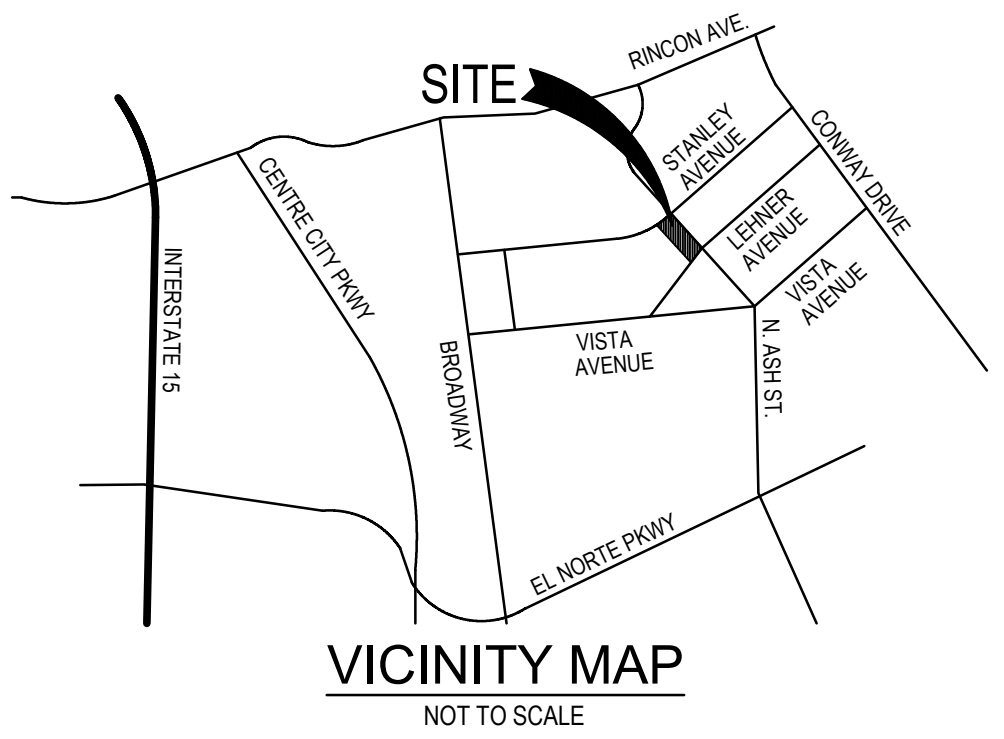 RINCON AVE.
SITE
STANLEY
AVENUE
CONWAY DRIVE
CENTRE CITY PKWY
LEHNER
AVENUE
INTERSTATE 15
VISTA
AVENUE
BROADWAY
VISTA
AVENUE
N. ASH ST.
EL NORTE PKWY
VICINITY MAP
NOT TO SCALE